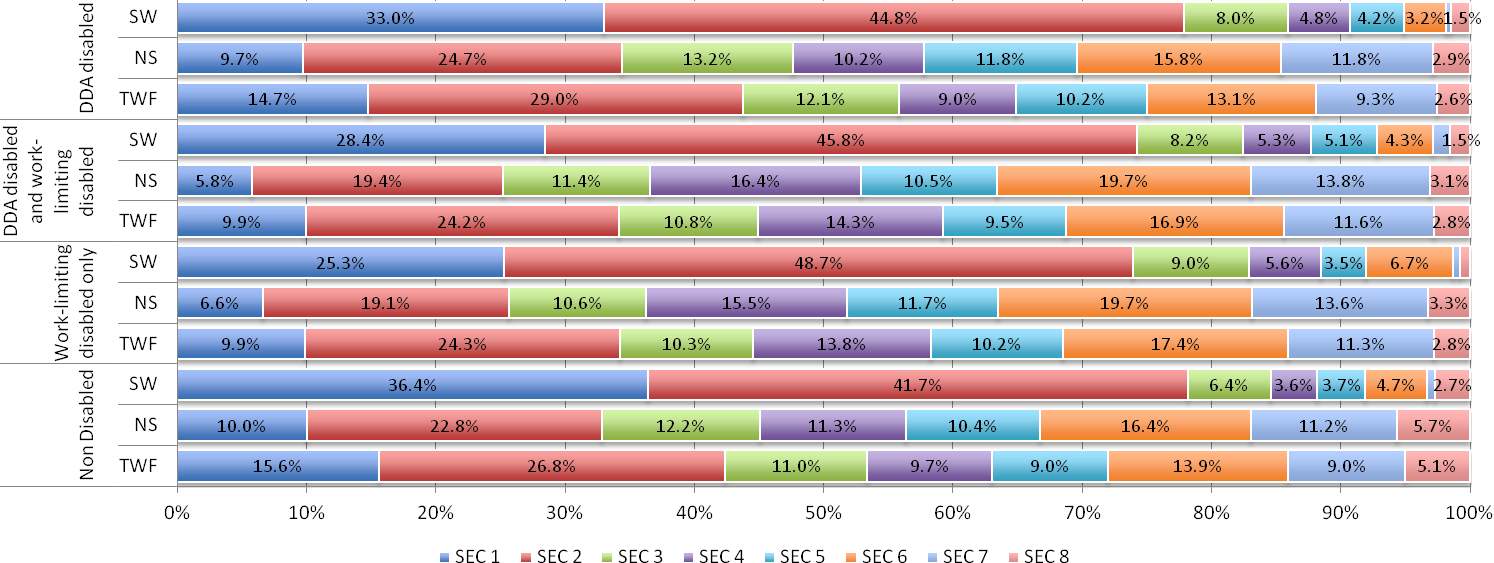 DDA disabled
SW 33.0% 44.8% 8.0% 4.8% 4.2% 3.2% 1.5%
NS 9.7% 24.7% 13.2% 10.2% 11.8% 15.8% 11.8% 2.9%
TWF 14.7% 29.0% 12.1% 9.0% 10.2% 13.1% 9.3% 2.6%
DDA disabled
and work-
limiting
disabled
SW 28.4% 45.8% 8.2% 5.3% 5.1% 4.3% 1.5%
NS 5.8% 19.4% 11.4% 16.4% 10.5% 19.7% 13.8% 3.1%
TWF 9.9% 24.2% 10.8% 14.3% 9.5% 16.9% 11.6% 2.8%
Work-limiting
disabled only
SW 25.3% 48.7% 9.0% 5.6% 3.5% 6.7%
NS 6.6% 19.1% 10.6% 15.5% 11.7% 19.7% 13.6% 3.3%
TWF 9.9% 24.3% 10.3% 13.8% 10.2% 17.4% 11.3% 2.8%
Non Disabled
SW 36.4% 41.7% 6.4% 3.6% 3.7% 4.7% 2.7%
NS 10.0% 22.8% 12.2% 11.3% 10.4% 16.4% 11.2% 5.7%
TWF 15.6% 26.8% 11.0% 9.7% 9.0% 13.9% 9.0% 5.1%
0% 10% 20% 30% 40% 50% 60% 70% 80% 90% 100%
SEC 1 SEC 2 SEC 3 SEC 4 SEC 5 SEC 6 SEC 7 SEC 8